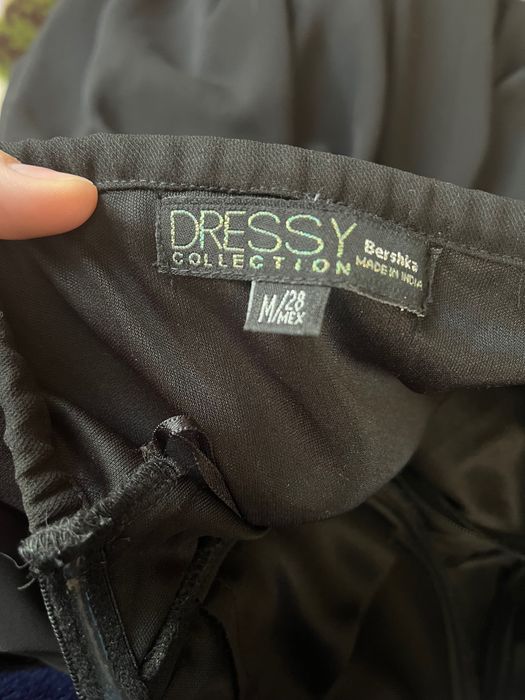 DRESSY
COLLECTION
Bershka
MADE IN INDIA
M/28
MEX